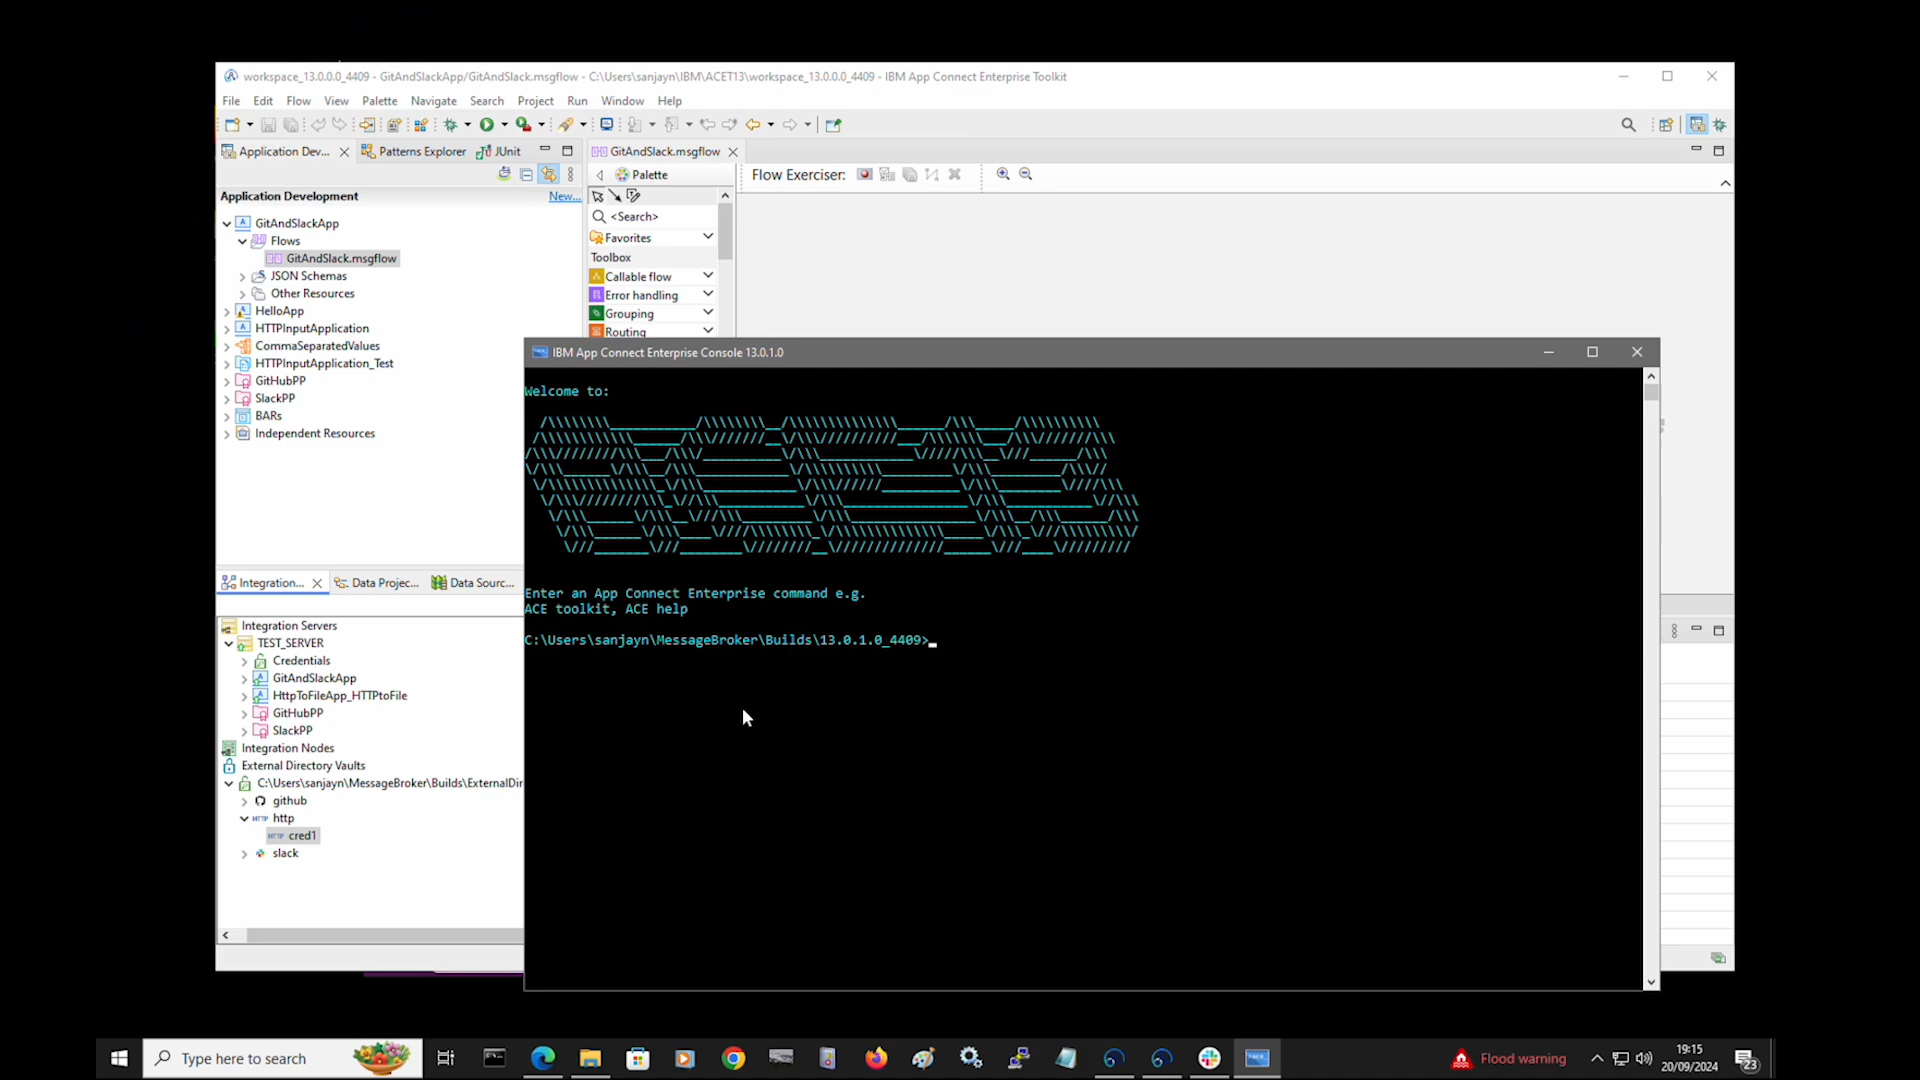 workspace_13.0.0.0_4409 - GitAndSlackApp/GitAndSlack.msgflow - C:\Users\sanjayn\IBM\ACET13\workspace_13.0.0.0_4409 - IBM App Connect Enterprise Toolkit
File Edit Flow View Palette Navigate Search Project Run Window Help
Application Dev... Patterns Explorer JUnit GitAndSlack.msgflow
Palette Flow Exerciser:
Application Development New...
<Search>
GitAndSlackApp
Favorites
Flows
Toolbox
GitAndSlack.msgflow
Callable flow
JSON Schemas
Error handling
Other Resources
Grouping
HelloApp
Routing
HTTPInputApplication
CommaSeparatedValues
HTTPInputApplication_Test
GitHubPP
SlackPP
BARs
Independent Resources
IBM App Connect Enterprise Console 13.0.1.0
Welcome to:
Enter an App Connect Enterprise command e.g.
ACE toolkit, ACE help
C:\Users\sanjayn\MessageBroker\Builds\13.0.1.0_4409>_
Integration... Data Projec... Data Sourc...
Integration Servers
TEST_SERVER
Credentials
GitAndSlackApp
HttpToFileApp_HTTPtoFile
GitHubPP
SlackPP
Integration Nodes
External Directory Vaults
C:\Users\sanjayn\MessageBroker\Builds\ExternalDir
github
HTTP http
HTTP cred1
slack
Type here to search
Flood warning
19:15
20/09/2024
23